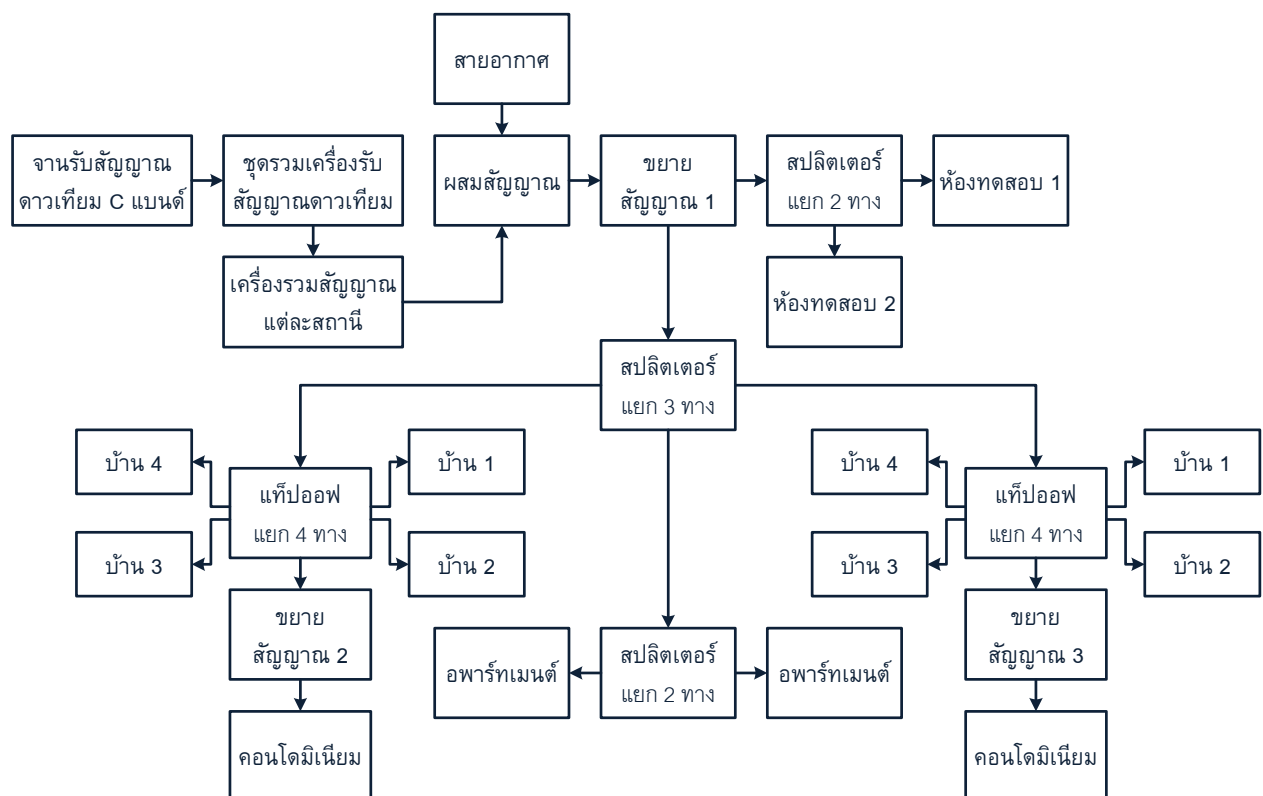 สายอากาศ
จานรับสัญญาณ
ดาวเทียม C แบนด์
ชุดรวมเครื่องรับ
สัญญาณดาวเทียม
ผสมสัญญาณ
ขยาย
สัญญาณ 1
สปลิตเตอร์
แยก 2 ทาง
ห้องทดสอบ 1
เครื่องรวมสัญญาณ
แต่ละสถานี
ห้องทดสอบ 2
สปลิตเตอร์
แยก 3 ทาง
บ้าน 4
บ้าน 1
แท็ปออฟ
แยก 4 ทาง
บ้าน 3
บ้าน 2
ขยาย
สัญญาณ 2
คอนโดมิเนียม
อพาร์ทเมนต์
สปลิตเตอร์
แยก 2 ทาง
อพาร์ทเมนต์
บ้าน 4
บ้าน 1
แท็ปออฟ
แยก 4 ทาง
บ้าน 3
บ้าน 2
ขยาย
สัญญาณ 3
คอนโดมิเนียม